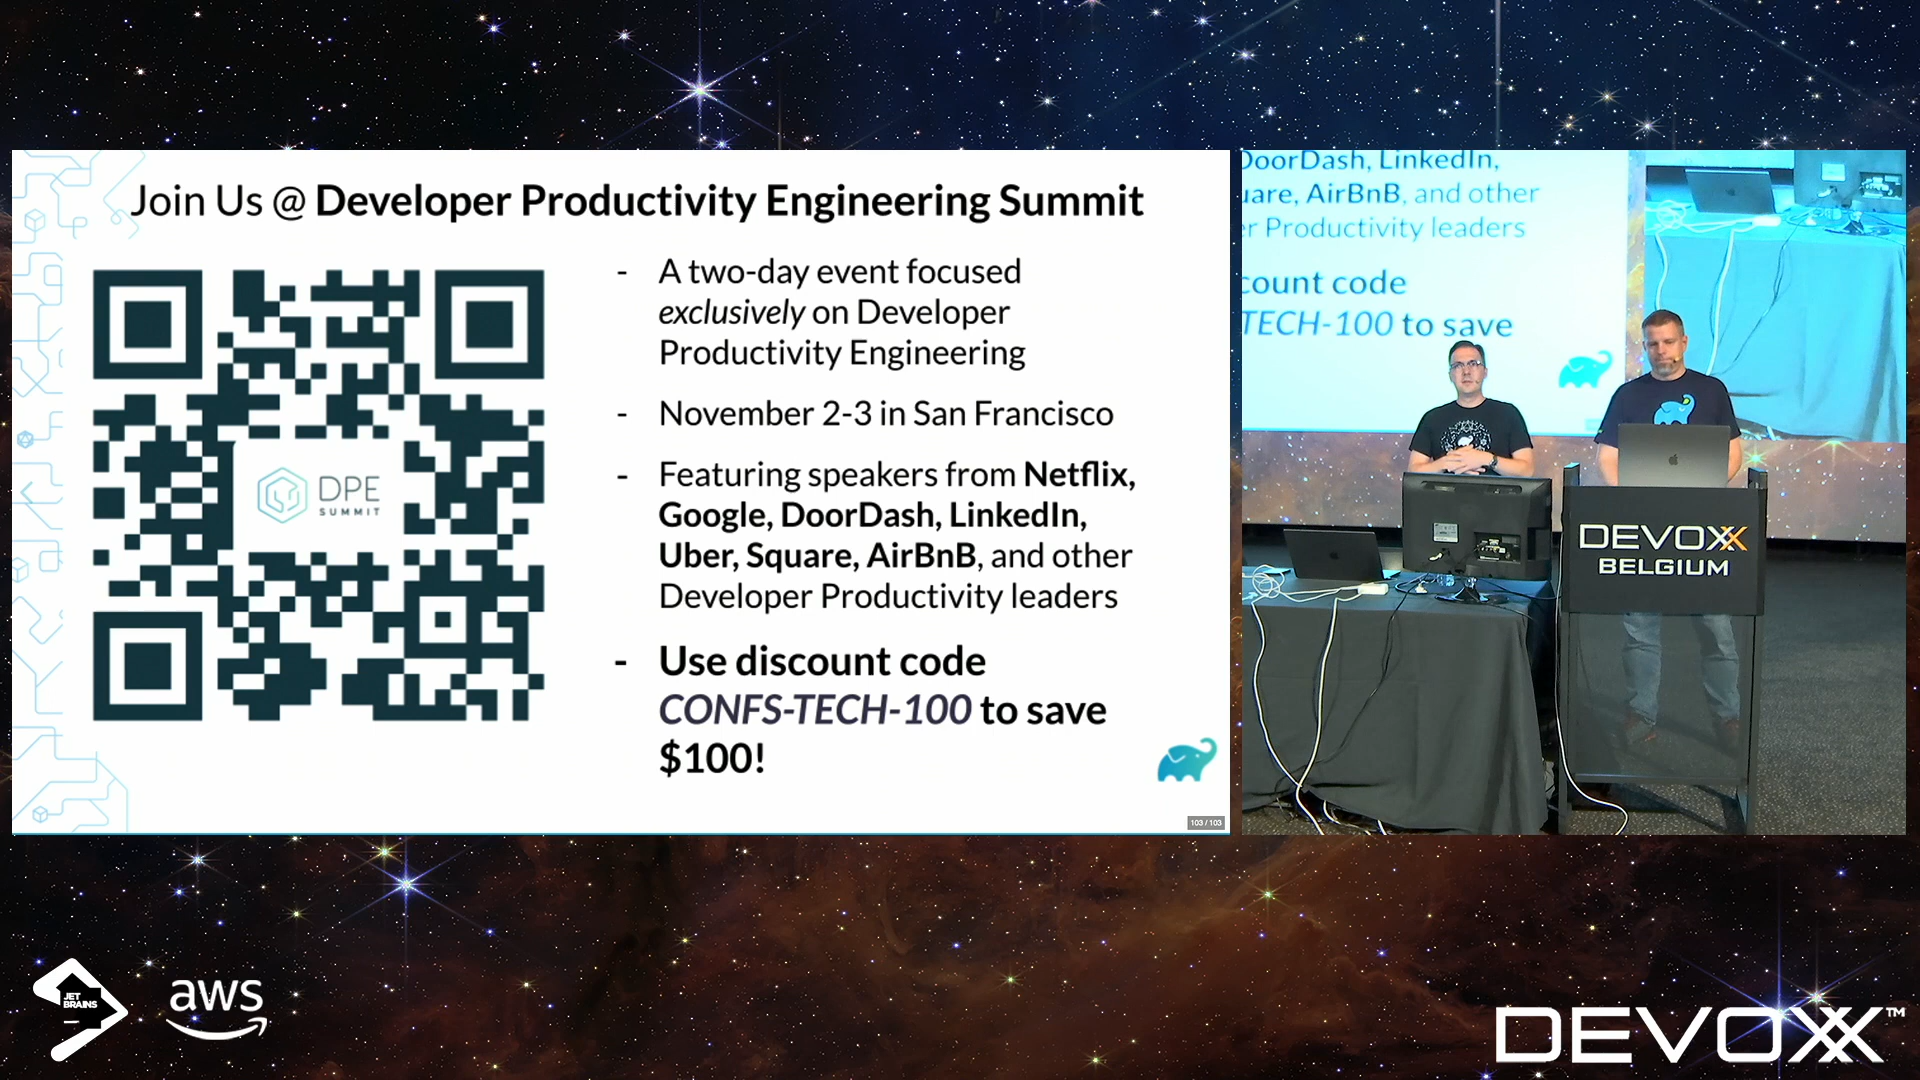 Join Us @ Developer Productivity Engineering Summit
DPE
SUMMIT
- A two-day event focused
exclusively on Developer
Productivity Engineering
- November 2-3 in San Francisco
- Featuring speakers from Netflix,
Google, DoorDash, LinkedIn,
Uber, Square, AirBnB, and other
Developer Productivity leaders
- Use discount code
CONFS-TECH-100 to save
$100!
103 / 103
DoorDash, LinkedIn,
uare, AirBnB, and other
r Productivity leaders
count code
TECH-100 to save
DEVOXX
BELGIUM
JET
BRAINS
aws
DEVOXX™